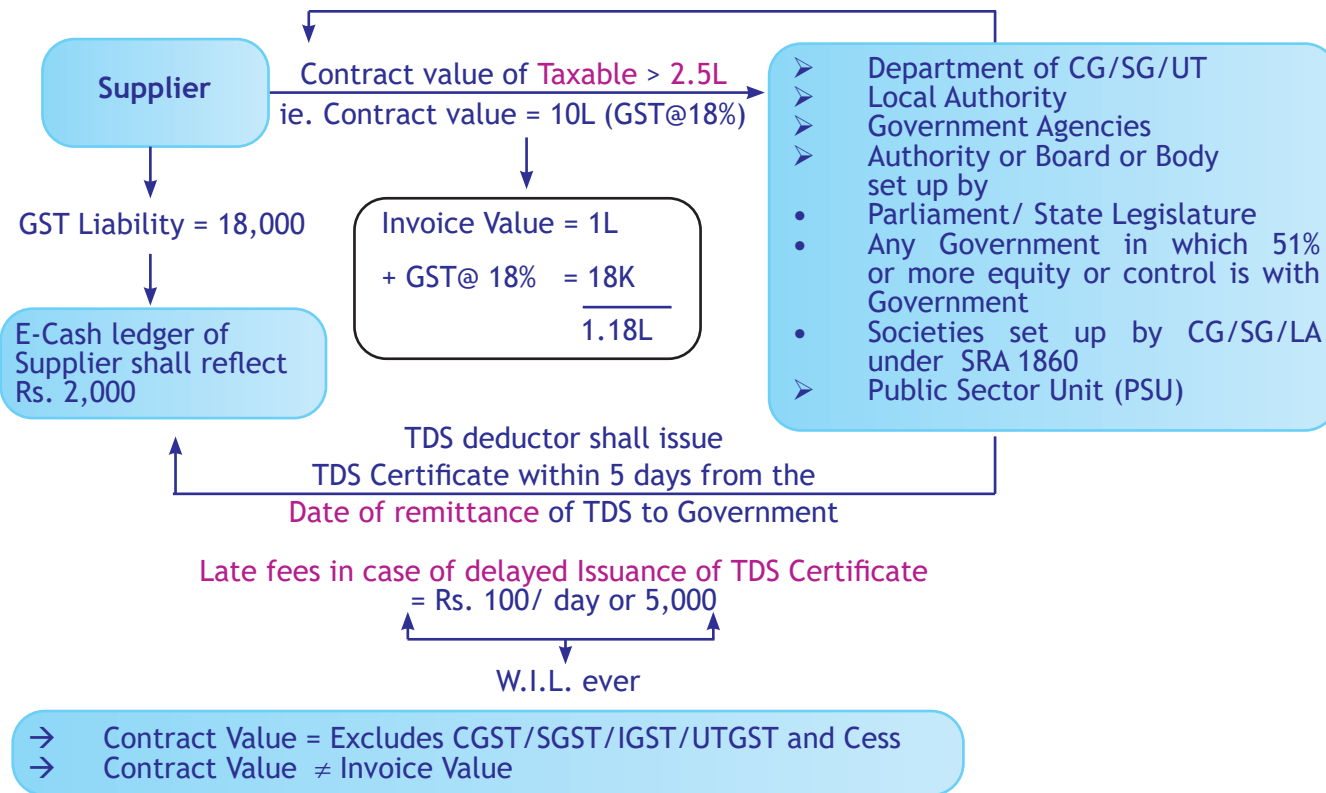 Supplier
Contract value of Taxable > 2.5L
ie. Contract value = 10L (GST@18%)
➢ Department of CG/SG/UT
➢ Local Authority
➢ Government Agencies
➢ Authority or Board or Body
set up by
• Parliament/ State Legislature
• Any Government in which 51%
or more equity or control is with
Government
• Societies set up by CG/SG/LA
under SRA 1860
➢ Public Sector Unit (PSU)
GST Liability = 18,000
Invoice Value = 1L
+ GST@ 18% = 18K
1.18L
E-Cash ledger of
Supplier shall reflect
Rs. 2,000
TDS deductor shall issue
TDS Certificate within 5 days from the
Date of remittance of TDS to Government
Late fees in case of delayed Issuance of TDS Certificate
= Rs. 100/ day or 5,000
W.I.L. ever
→ Contract Value = Excludes CGST/SGST/IGST/UTGST and Cess
→ Contract Value ≠ Invoice Value